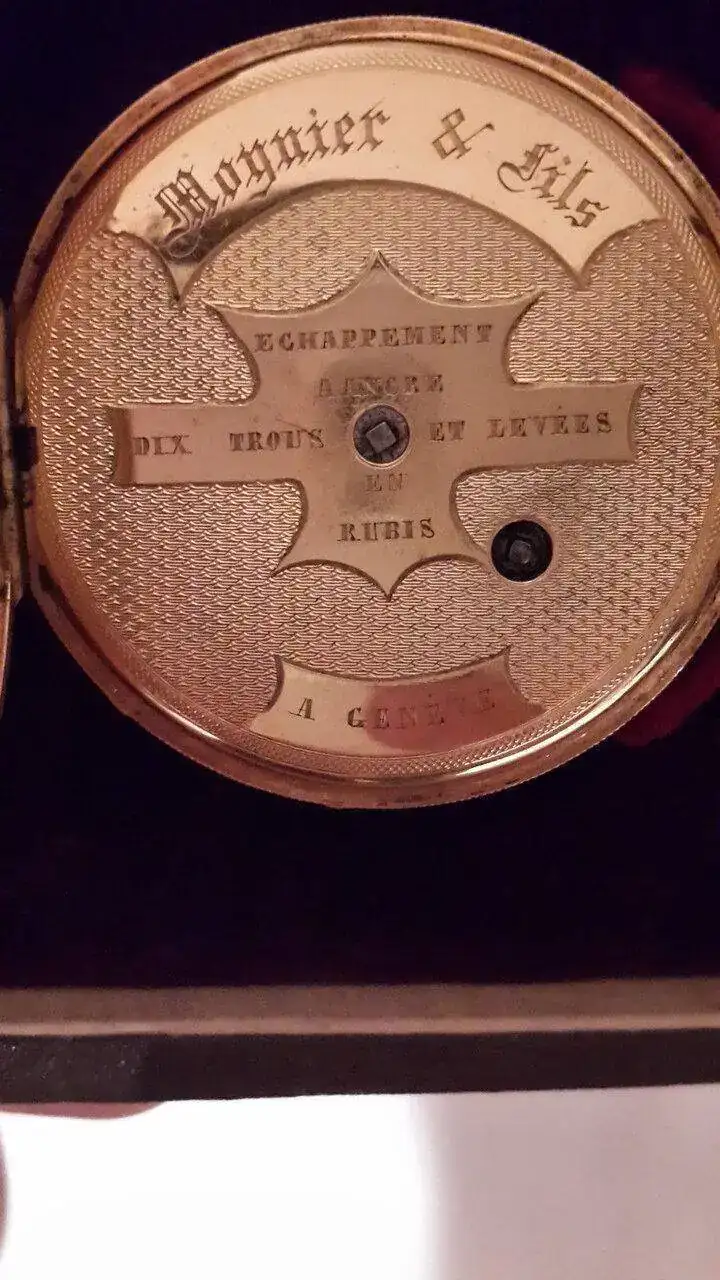 Moynier & Fils
ECHAPPEMENT
A ANCRE
DIX TROUS ET LEVÉES
EN
RUBIS
A GENÈVE